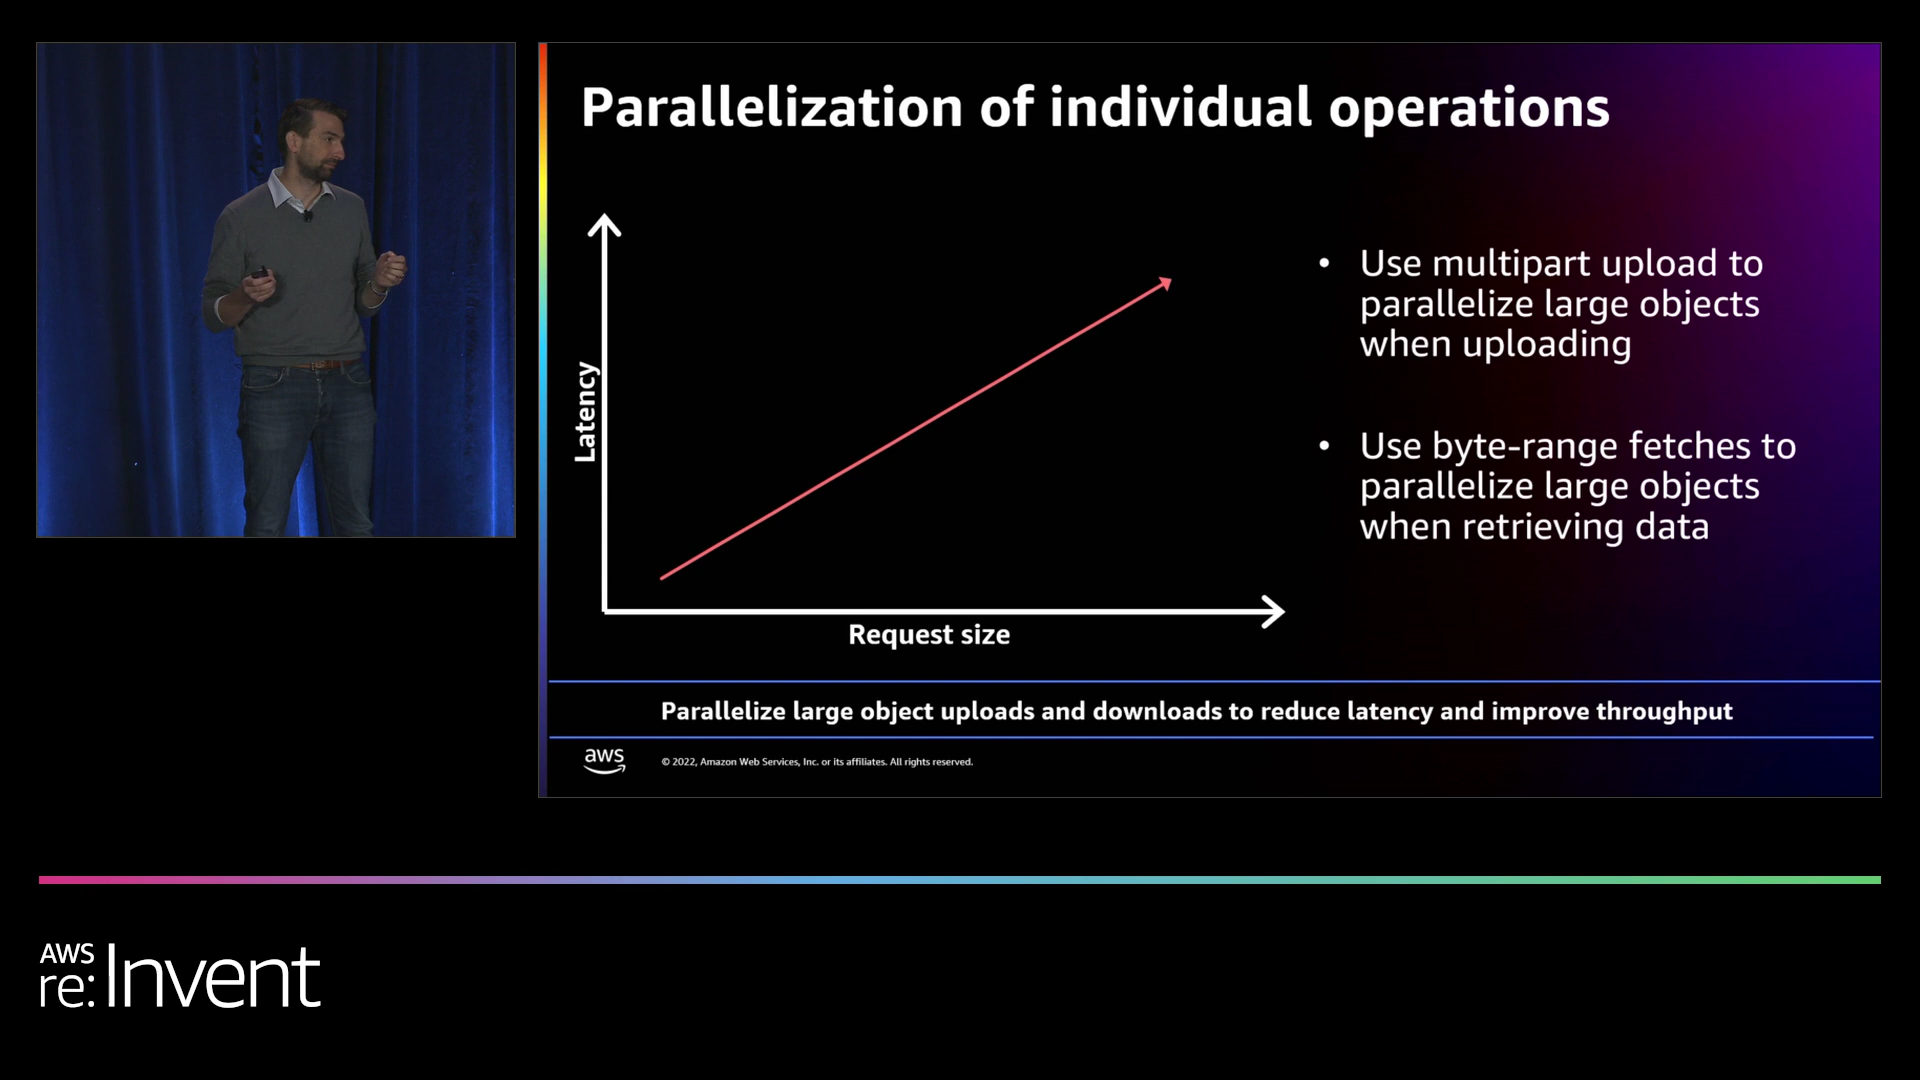 Parallelization of individual operations
Latency
Request size
• Use multipart upload to
parallelize large objects
when uploading
• Use byte-range fetches to
parallelize large objects
when retrieving data
Parallelize large object uploads and downloads to reduce latency and improve throughput
aws
© 2022, Amazon Web Services, Inc. or its affiliates. All rights reserved.
AWS
re:Invent